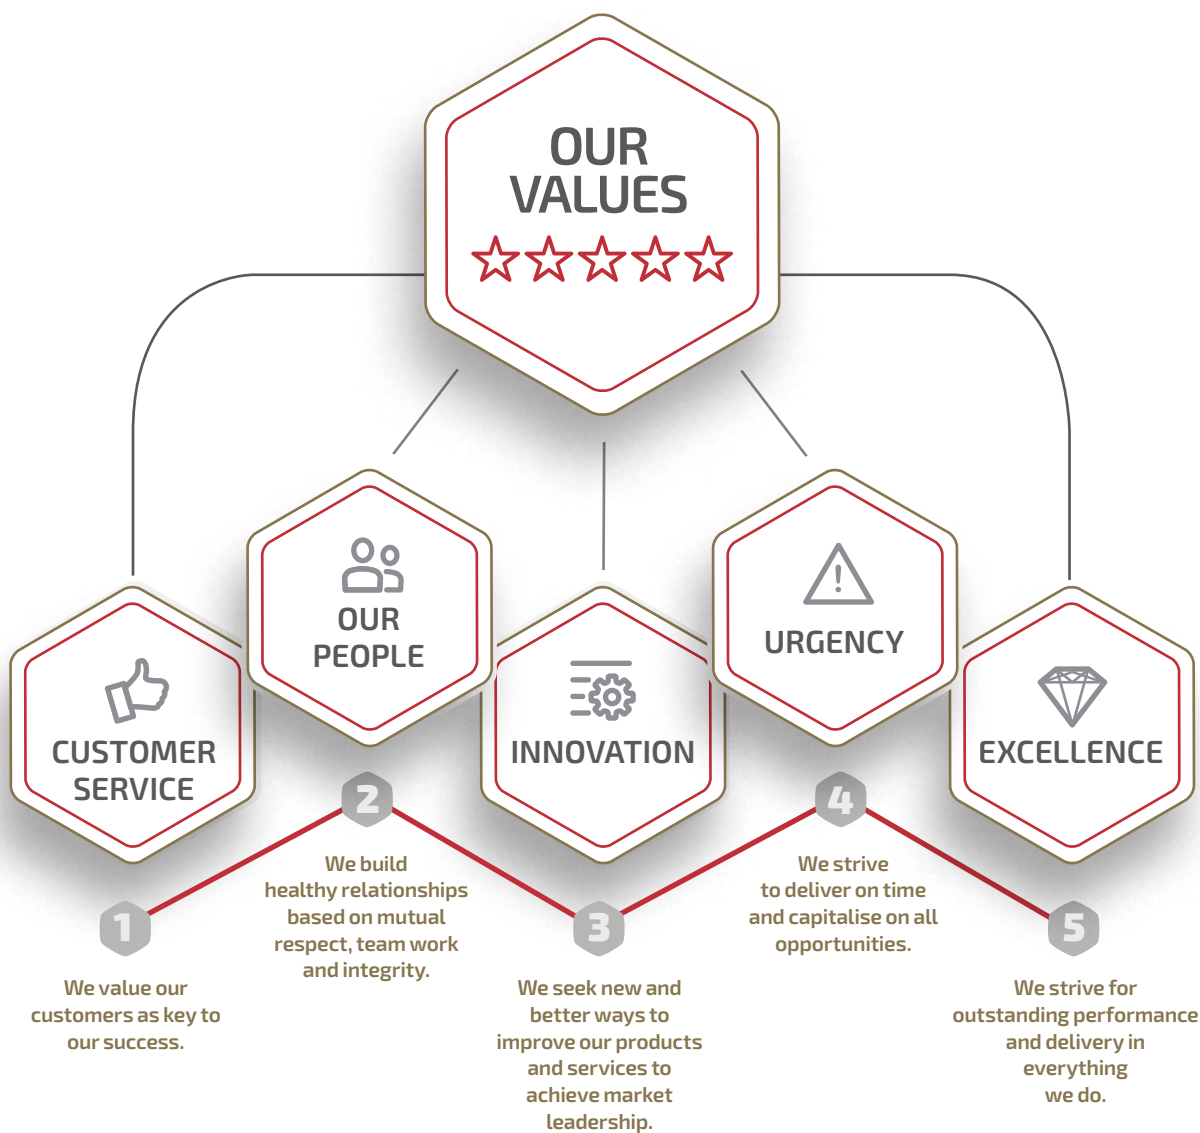 OUR
VALUES
OUR
PEOPLE
URGENCY
CUSTOMER
SERVICE
INNOVATION
EXCELLENCE
1
We value our
customers as key to
our success.
2
We build
healthy relationships
based on mutual
respect, team work
and integrity.
3
We seek new and
better ways to
improve our products
and services to
achieve market
leadership.
4
We strive
to deliver on time
and capitalise on all
opportunities.
5
We strive for
outstanding performance
and delivery in
everything
we do.